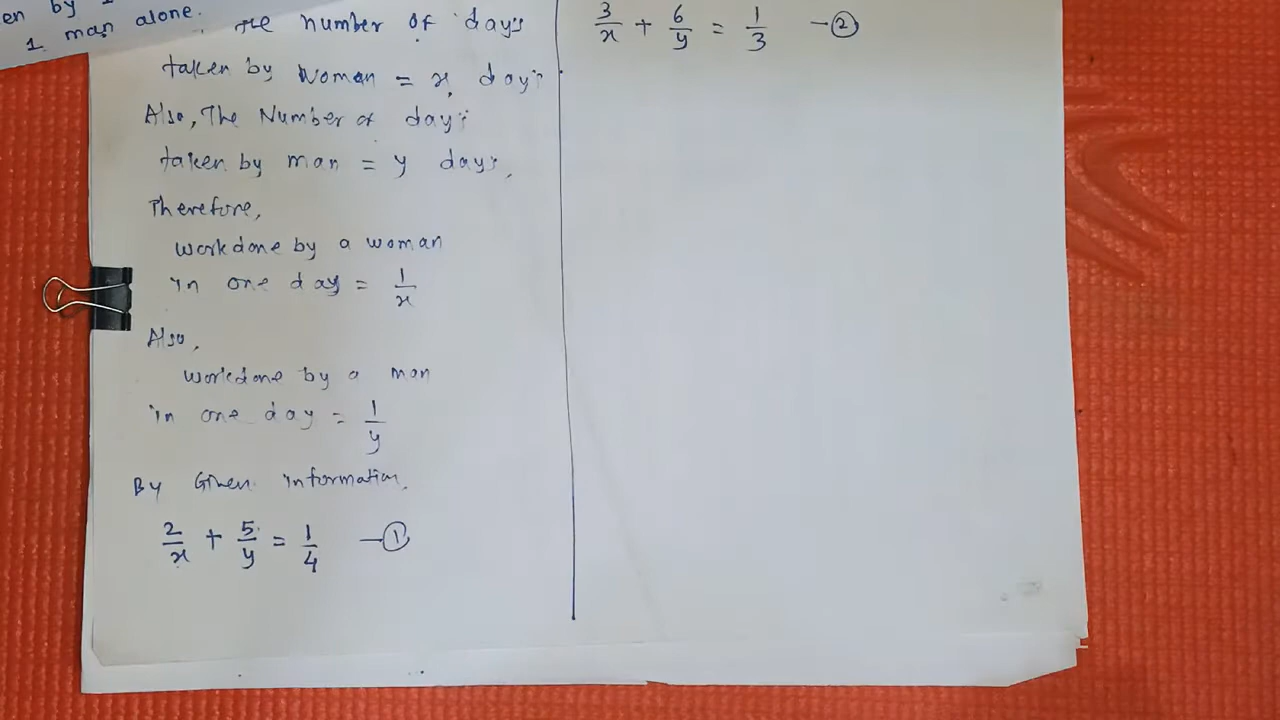 en by 1
1 man alone.
The number of days
taken by Woman = x days
Also, The Number of days
taken by man = y days,
Therefore,
workdone by a woman
in one day = 1/x
Also,
workdone by a man
in one day = 1/y
By Given information,
2/x + 5/y = 1/4 —①
3/x + 6/y = 1/3 —②